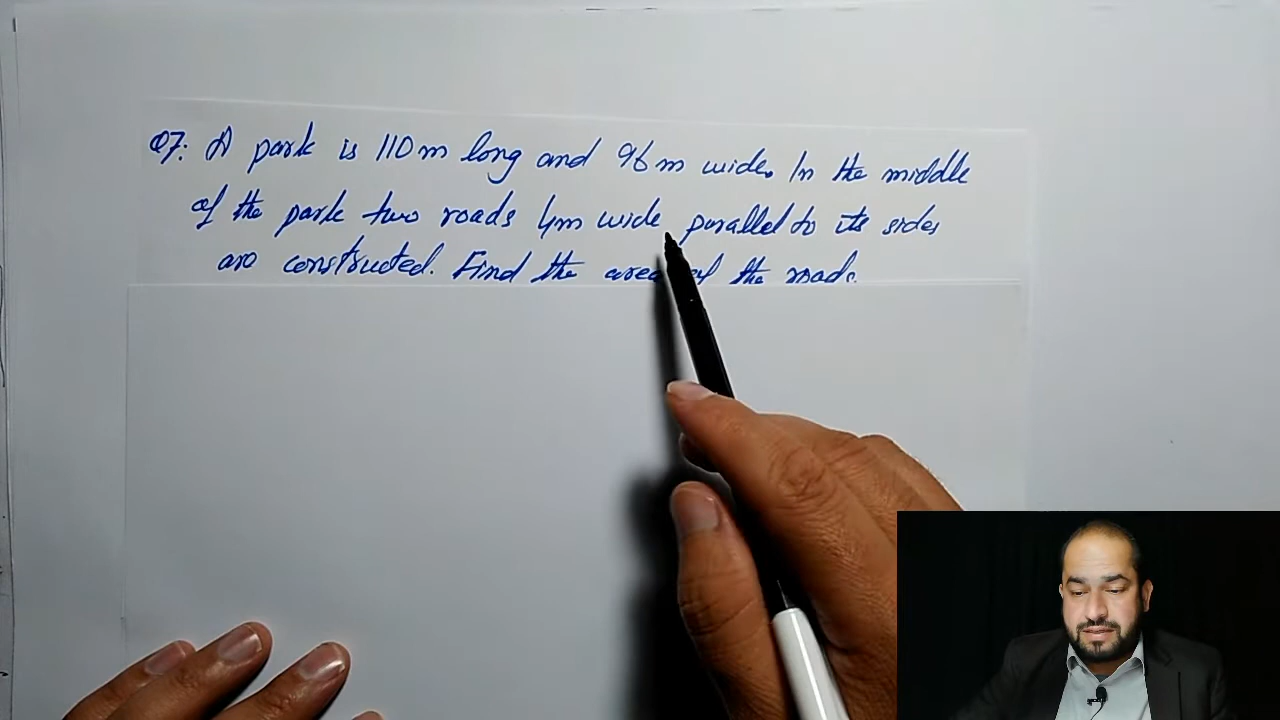 Q7: A park is 110m long and 96m wide. In the middle
of the park two roads 4m wide parallel to its sides
are constructed. Find the area of the roads.